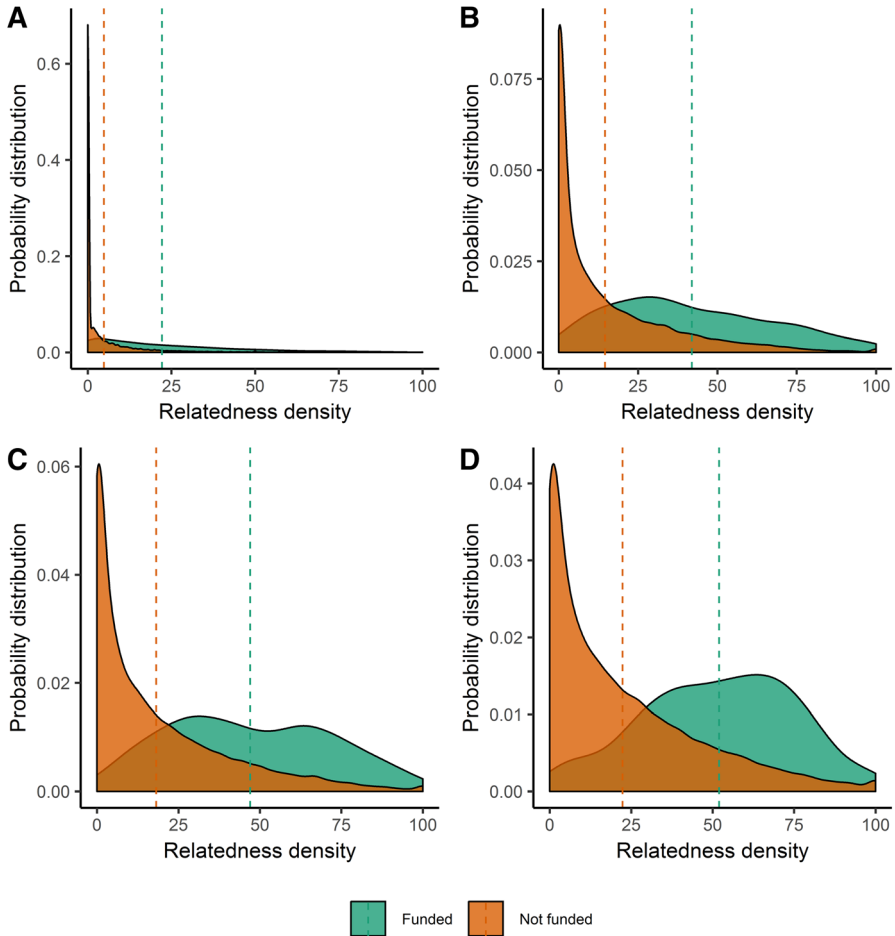 A
Probability distribution
0.6
0.4
0.2
0.0
0 25 50 75 100
Relatedness density
B
Probability distribution
0.075
0.050
0.025
0.000
0 25 50 75 100
Relatedness density
C
Probability distribution
0.06
0.04
0.02
0.00
0 25 50 75 100
Relatedness density
D
Probability distribution
0.04
0.03
0.02
0.01
0.00
0 25 50 75 100
Relatedness density
Funded Not funded